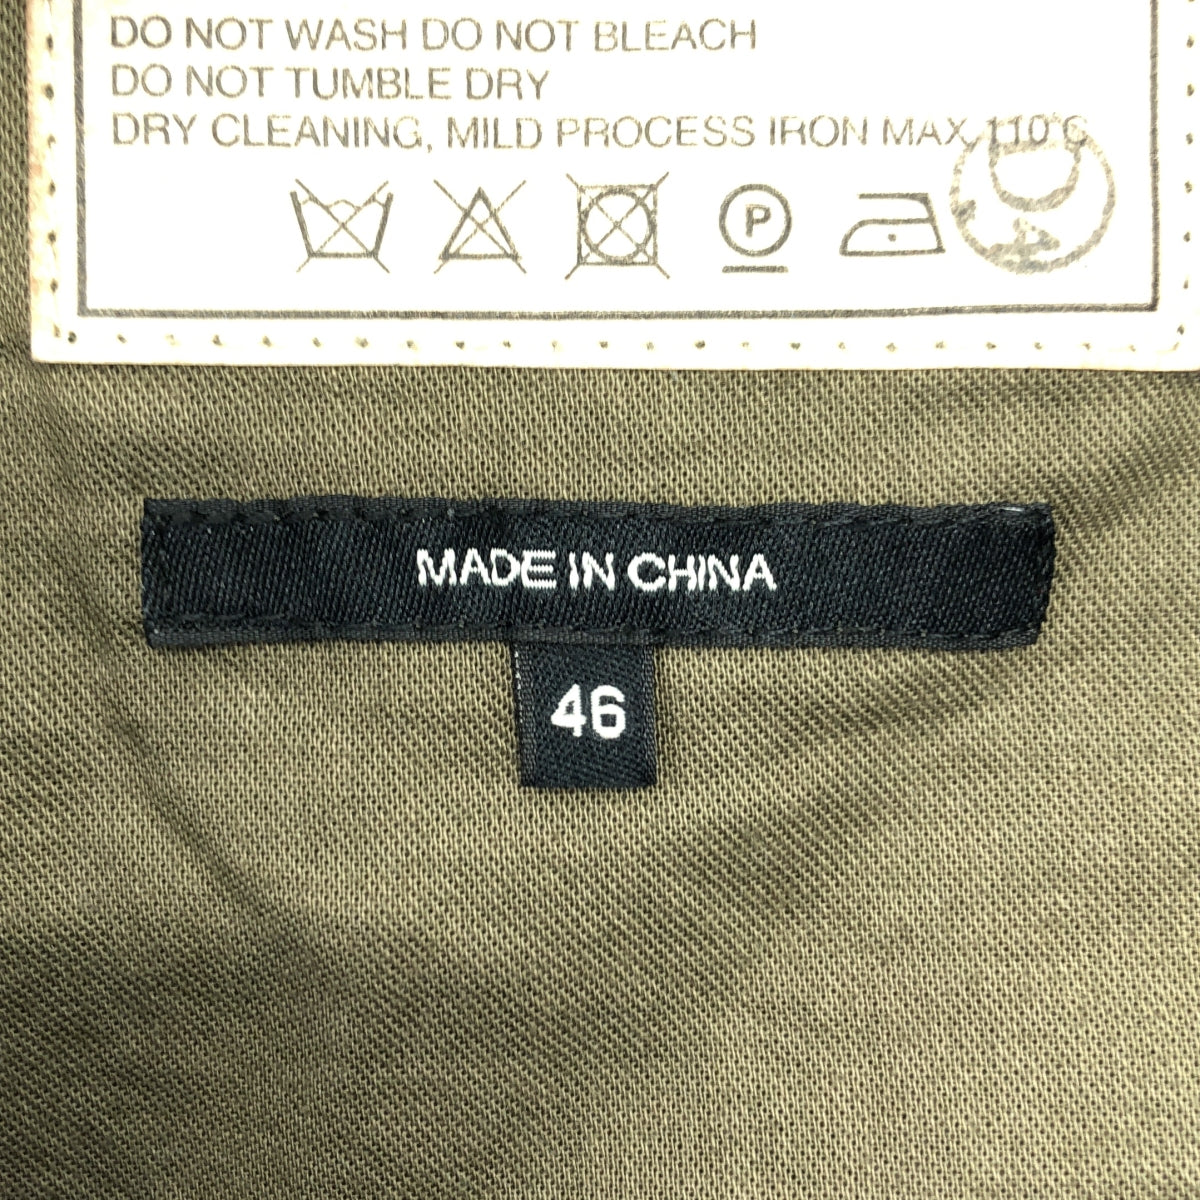 DO NOT WASH DO NOT BLEACH
DO NOT TUMBLE DRY
DRY CLEANING, MILD PROCESS IRON MAX 110°C
P
MADE IN CHINA
46